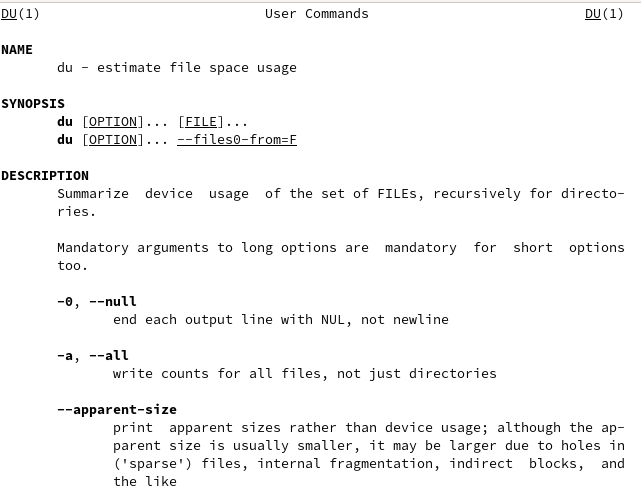 DU(1) User Commands DU(1)
NAME
du - estimate file space usage
SYNOPSIS
du [OPTION]... [FILE]...
du [OPTION]... --files0-from=F
DESCRIPTION
Summarize device usage of the set of FILEs, recursively for directo-
ries.
Mandatory arguments to long options are mandatory for short options
too.
-0, --null
end each output line with NUL, not newline
-a, --all
write counts for all files, not just directories
--apparent-size
print apparent sizes rather than device usage; although the ap-
parent size is usually smaller, it may be larger due to holes in
('sparse') files, internal fragmentation, indirect blocks, and
the like